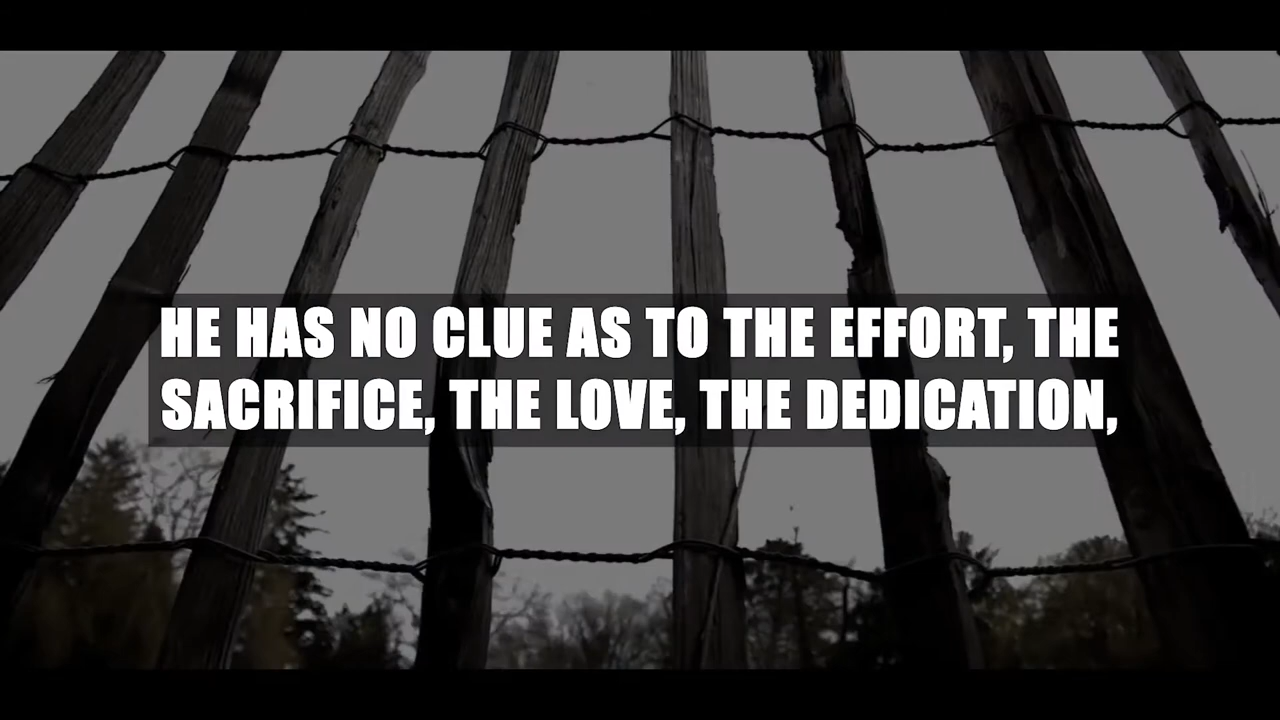 HE HAS NO CLUE AS TO THE EFFORT, THE
SACRIFICE, THE LOVE, THE DEDICATION,